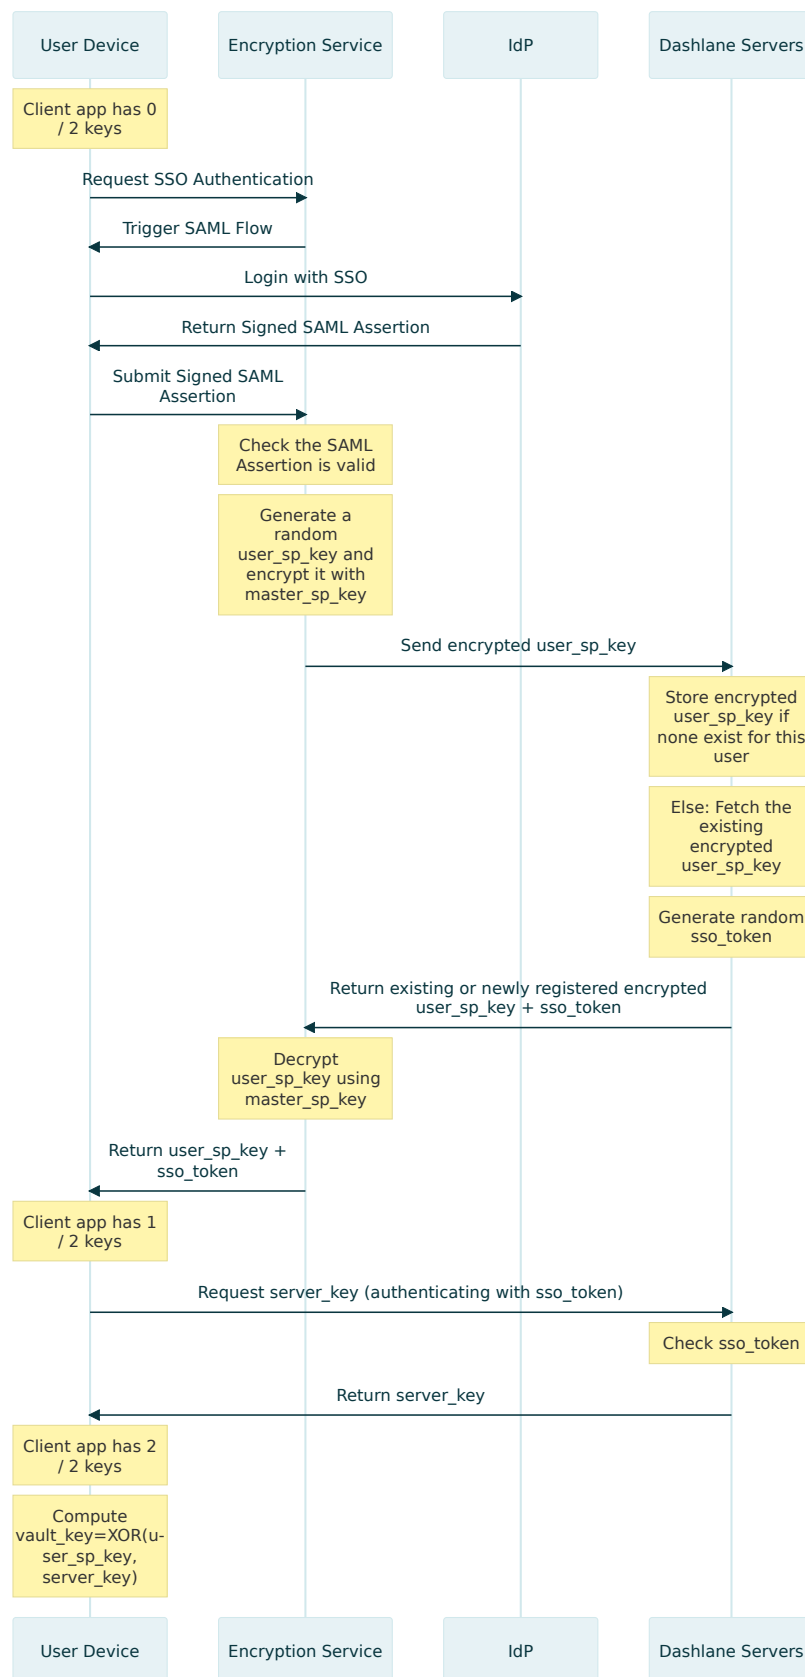 User Device
Encryption Service
IdP
Dashlane Servers
Client app has 0
/ 2 keys
Request SSO Authentication
Trigger SAML Flow
Login with SSO
Return Signed SAML Assertion
Submit Signed SAML
Assertion
Check the SAML
Assertion is valid
Generate a
random
user_sp_key and
encrypt it with
master_sp_key
Send encrypted user_sp_key
Store encrypted
user_sp_key if
none exist for this
user
Else: Fetch the
existing
encrypted
user_sp_key
Generate random
sso_token
Return existing or newly registered encrypted
user_sp_key + sso_token
Decrypt
user_sp_key using
master_sp_key
Return user_sp_key +
sso_token
Client app has 1
/ 2 keys
Request server_key (authenticating with sso_token)
Check sso_token
Return server_key
Client app has 2
/ 2 keys
Compute
vault_key=XOR(u-
ser_sp_key,
server_key)
User Device
Encryption Service
IdP
Dashlane Servers